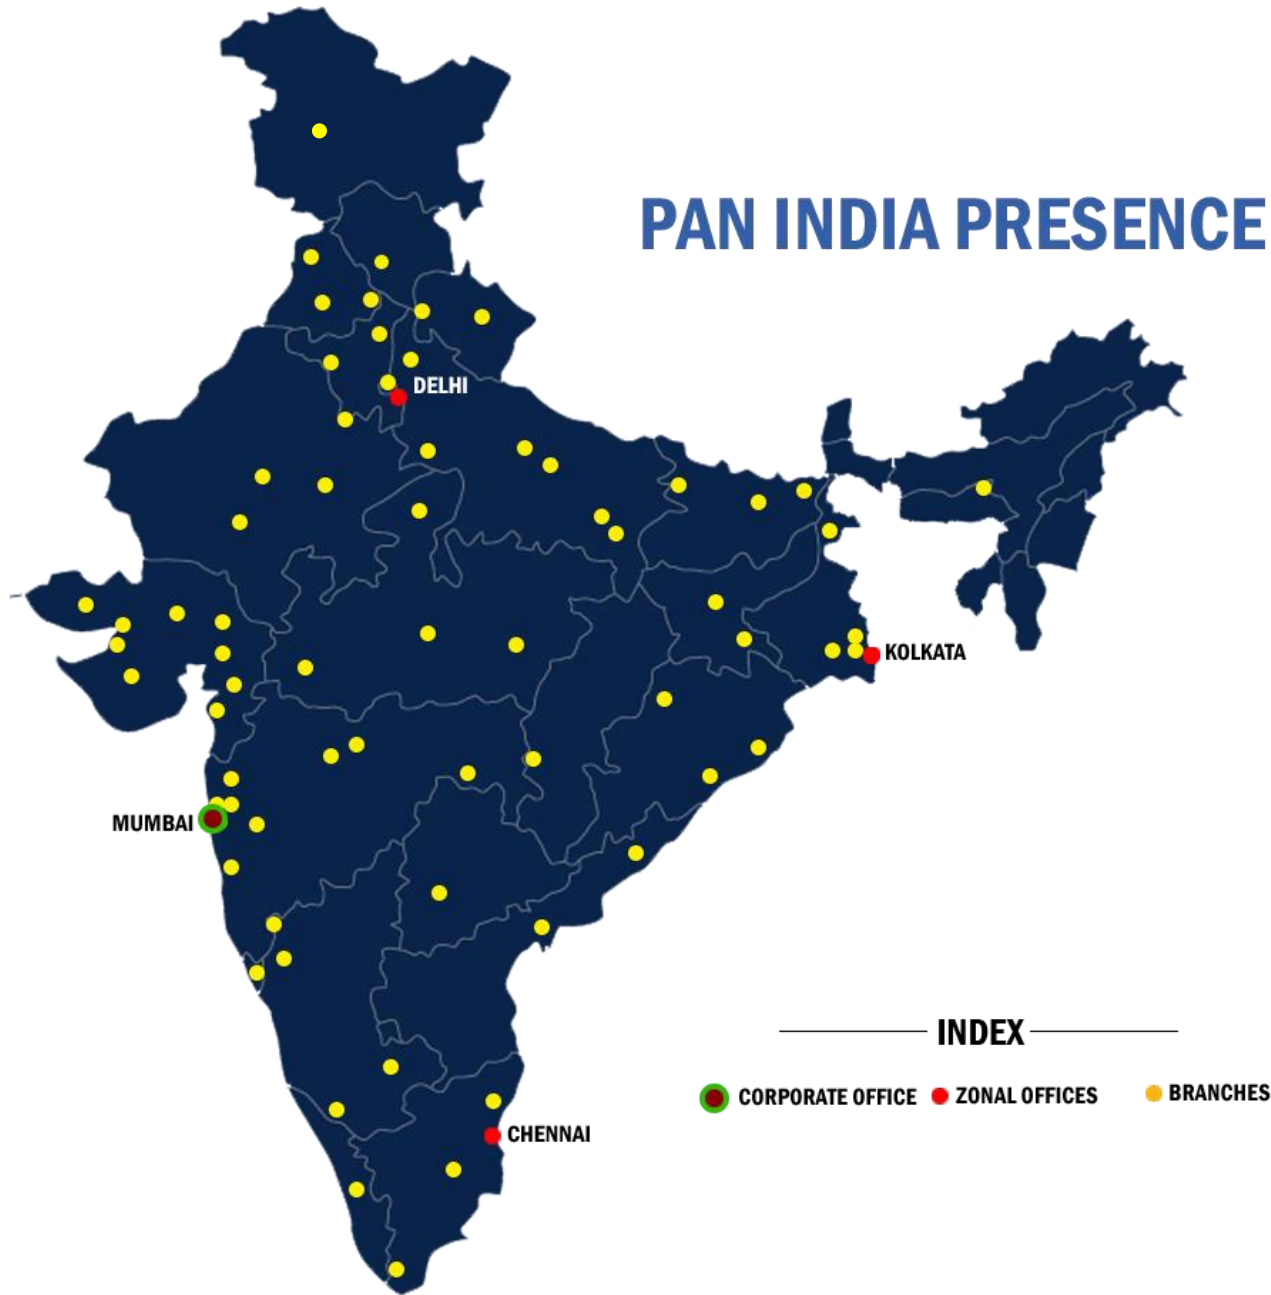 PAN INDIA PRESENCE
DELHI
KOLKATA
MUMBAI
INDEX
CORPORATE OFFICE
ZONAL OFFICES
BRANCHES
CHENNAI